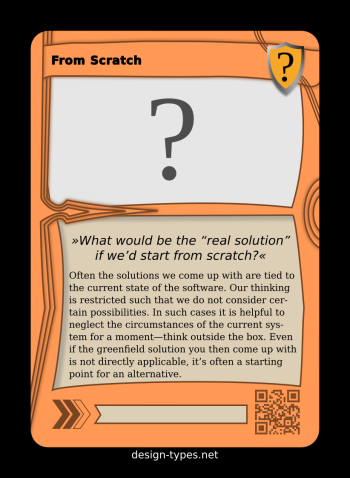 From Scratch
?
?
»What would be the “real solution”
if we’d start from scratch?«
Often the solutions we come up with are tied to
the current state of the software. Our thinking
is restricted such that we do not consider cer-
tain possibilities. In such cases it is helpful to
neglect the circumstances of the current sys-
tem for a moment—think outside the box. Even
if the greenfield solution you then come up with
is not directly applicable, it’s often a starting
point for an alternative.
design-types.net